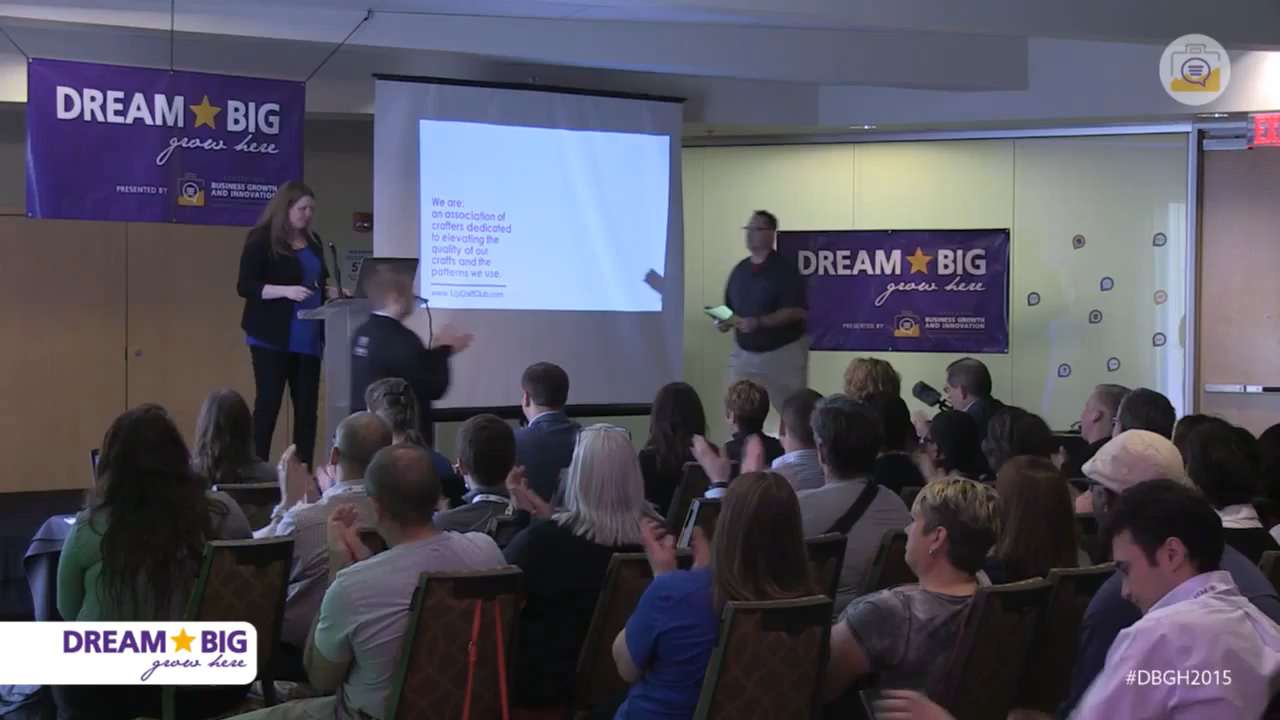 DREAM BIG
grow here
PRESENTED BY
BUSINESS GROWTH
AND INNOVATION
We are:
an association of
crafters dedicated
to elevating the
quality of our
crafts and the
patterns we use.
DREAM BIG
grow here
PRESENTED BY
BUSINESS GROWTH
AND INNOVATION
DREAM BIG
grow here
#DBGH2015